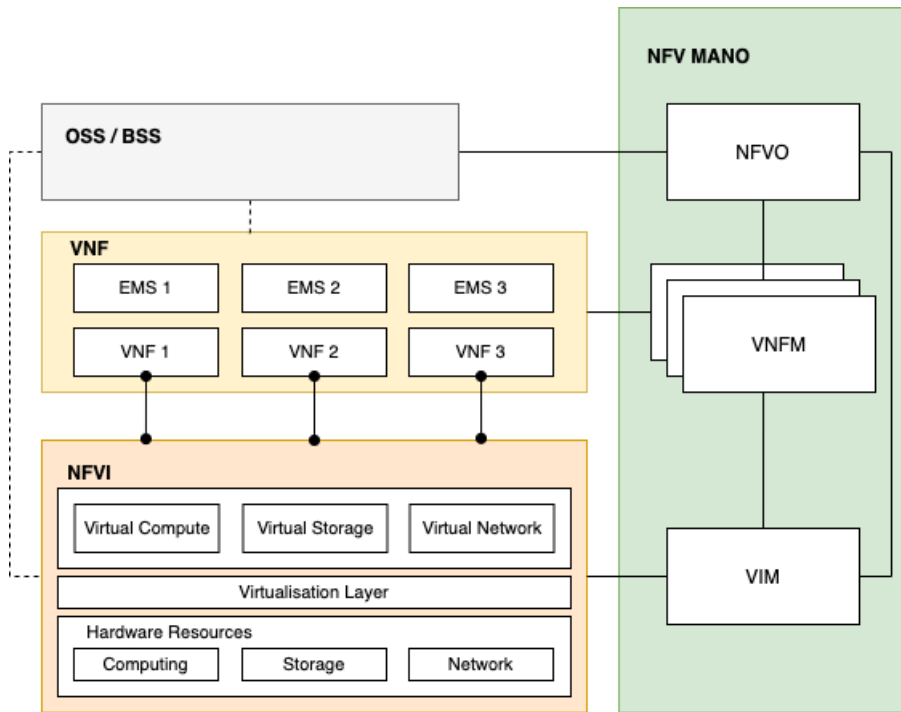 NFV MANO
OSS / BSS
NFVO
VNF
EMS 1
EMS 2
EMS 3
VNF 1
VNF 2
VNF 3
VNFM
NFVI
Virtual Compute
Virtual Storage
Virtual Network
Virtualisation Layer
VIM
Hardware Resources
Computing
Storage
Network